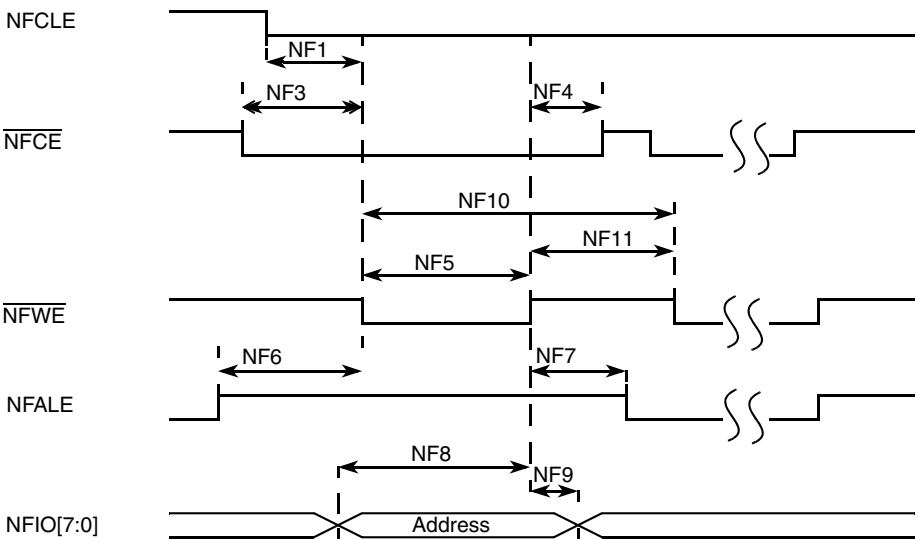 NFCLE
NF1
NF3
NF4
NFCE
NF10
NF11
NF5
NFWE
NF6
NF7
NFALE
NF8
NF9
NFIO[7:0]
Address